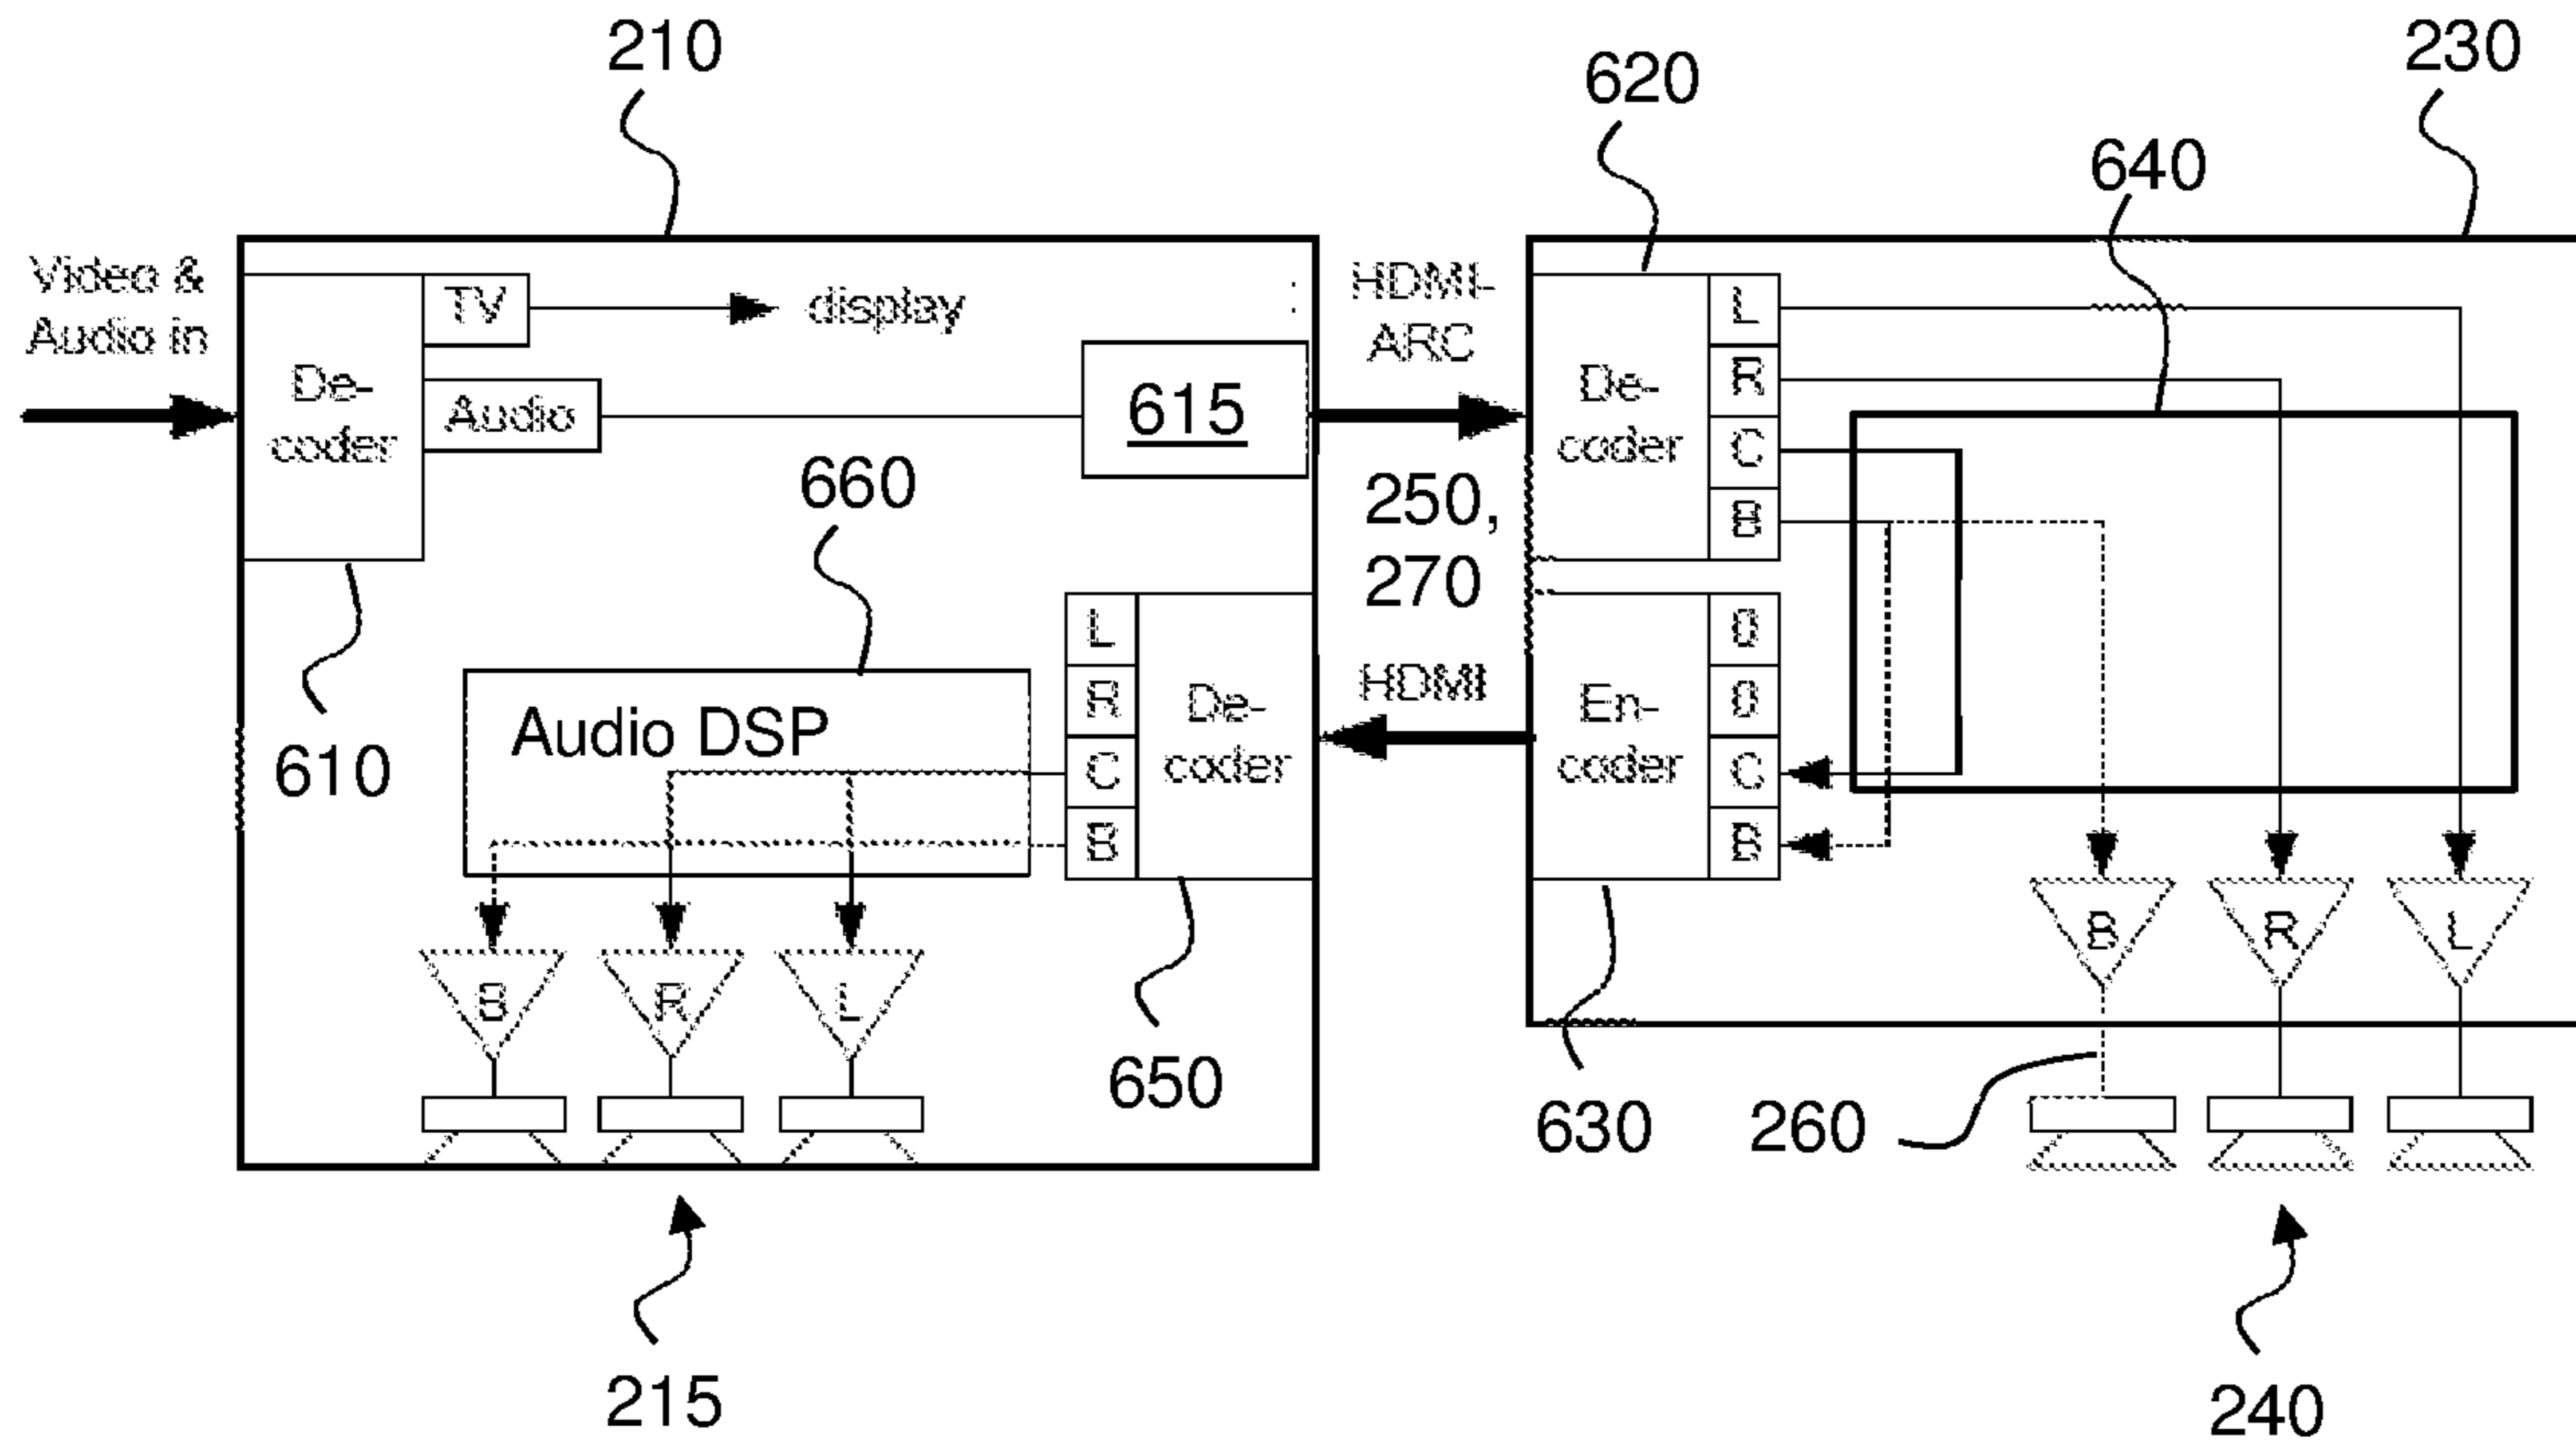 210
230
620
640
Video &
Audio in
TV
display
HDMI-
ARC
L
De-
coder
Audio
615
De-
coder
R
C
B
660
250,
270
610
Audio DSP
L
R
C
B
De-
coder
HDMI
En-
coder
0
0
C
B
B
R
L
B
R
L
650
630
260
215
240